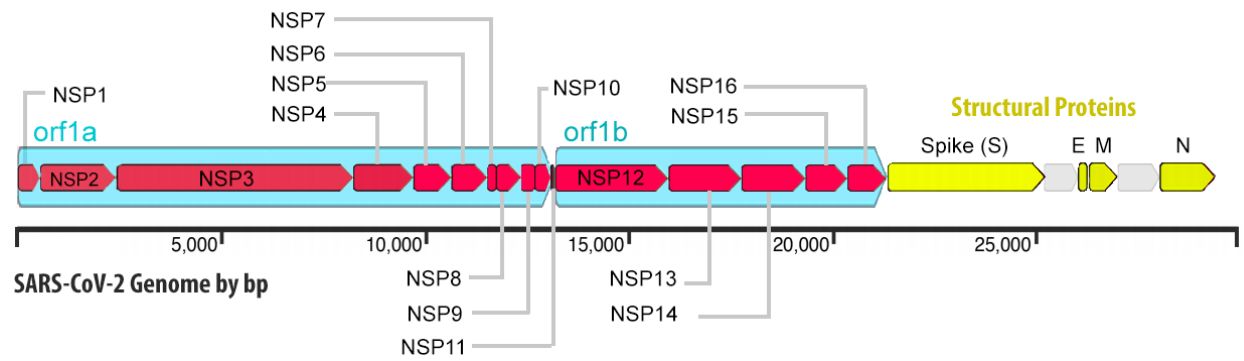 NSP7
NSP6
NSP5
NSP4
NSP1
NSP10
NSP16
NSP15
Structural Proteins
orf1a
orf1b
Spike (S)
E
M
N
NSP2
NSP3
NSP12
5,000
10,000
15,000
20,000
25,000
SARS-CoV-2 Genome by bp
NSP8
NSP9
NSP11
NSP13
NSP14